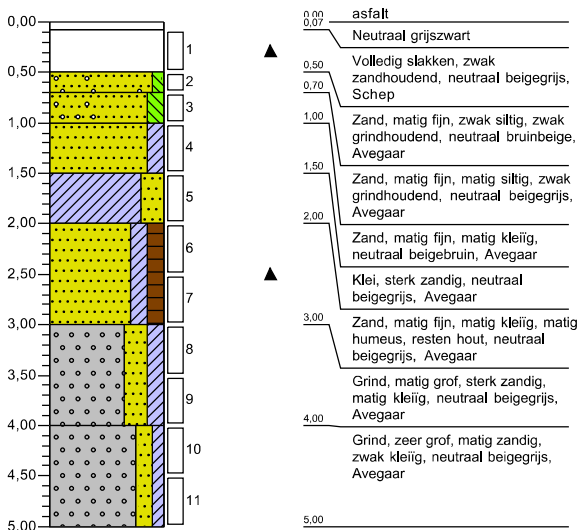 0,00
0,50
1,00
1,50
2,00
2,50
3,00
3,50
4,00
4,50
5,00
1
2
3
4
5
6
7
8
9
10
11
0,00
asfalt
0,07
Neutraal grijszwart
0,50
Volledig slakken, zwak
zandhoudend, neutraal beigegrijs,
Schep
0,70
Zand, matig fijn, zwak siltig, zwak
grindhoudend, neutraal bruinbeige,
Avegaar
1,00
Zand, matig fijn, matig siltig, zwak
grindhoudend, neutraal beigegrijs,
Avegaar
1,50
Zand, matig fijn, matig kleiïg,
neutraal beigebruin, Avegaar
2,00
Klei, sterk zandig, neutraal
beigegrijs, Avegaar
Zand, matig fijn, matig kleiïg, matig
humeus, resten hout, neutraal
beigegrijs, Avegaar
3,00
Grind, matig grof, sterk zandig,
matig kleiïg, neutraal beigegrijs,
Avegaar
4,00
Grind, zeer grof, matig zandig,
zwak kleiïg, neutraal beigegrijs,
Avegaar
5,00